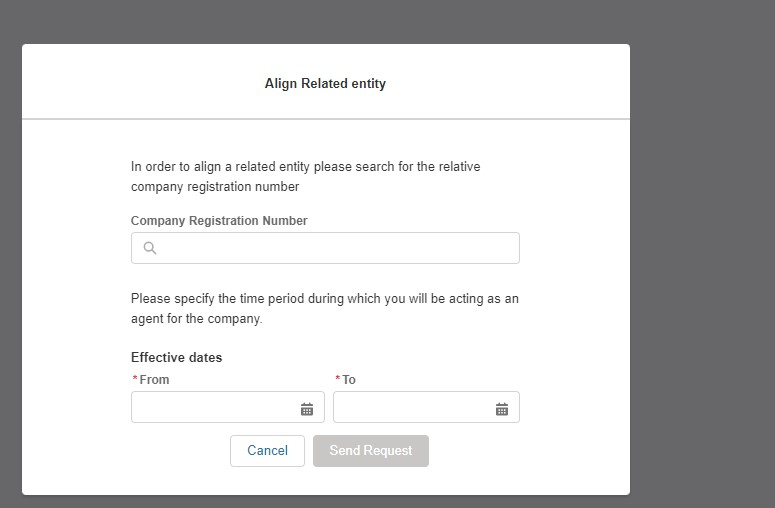 Align Related entity
In order to align a related entity please search for the relative
company registration number
Company Registration Number
Please specify the time period during which you will be acting as an
agent for the company.
Effective dates
* From
* To
Cancel
Send Request